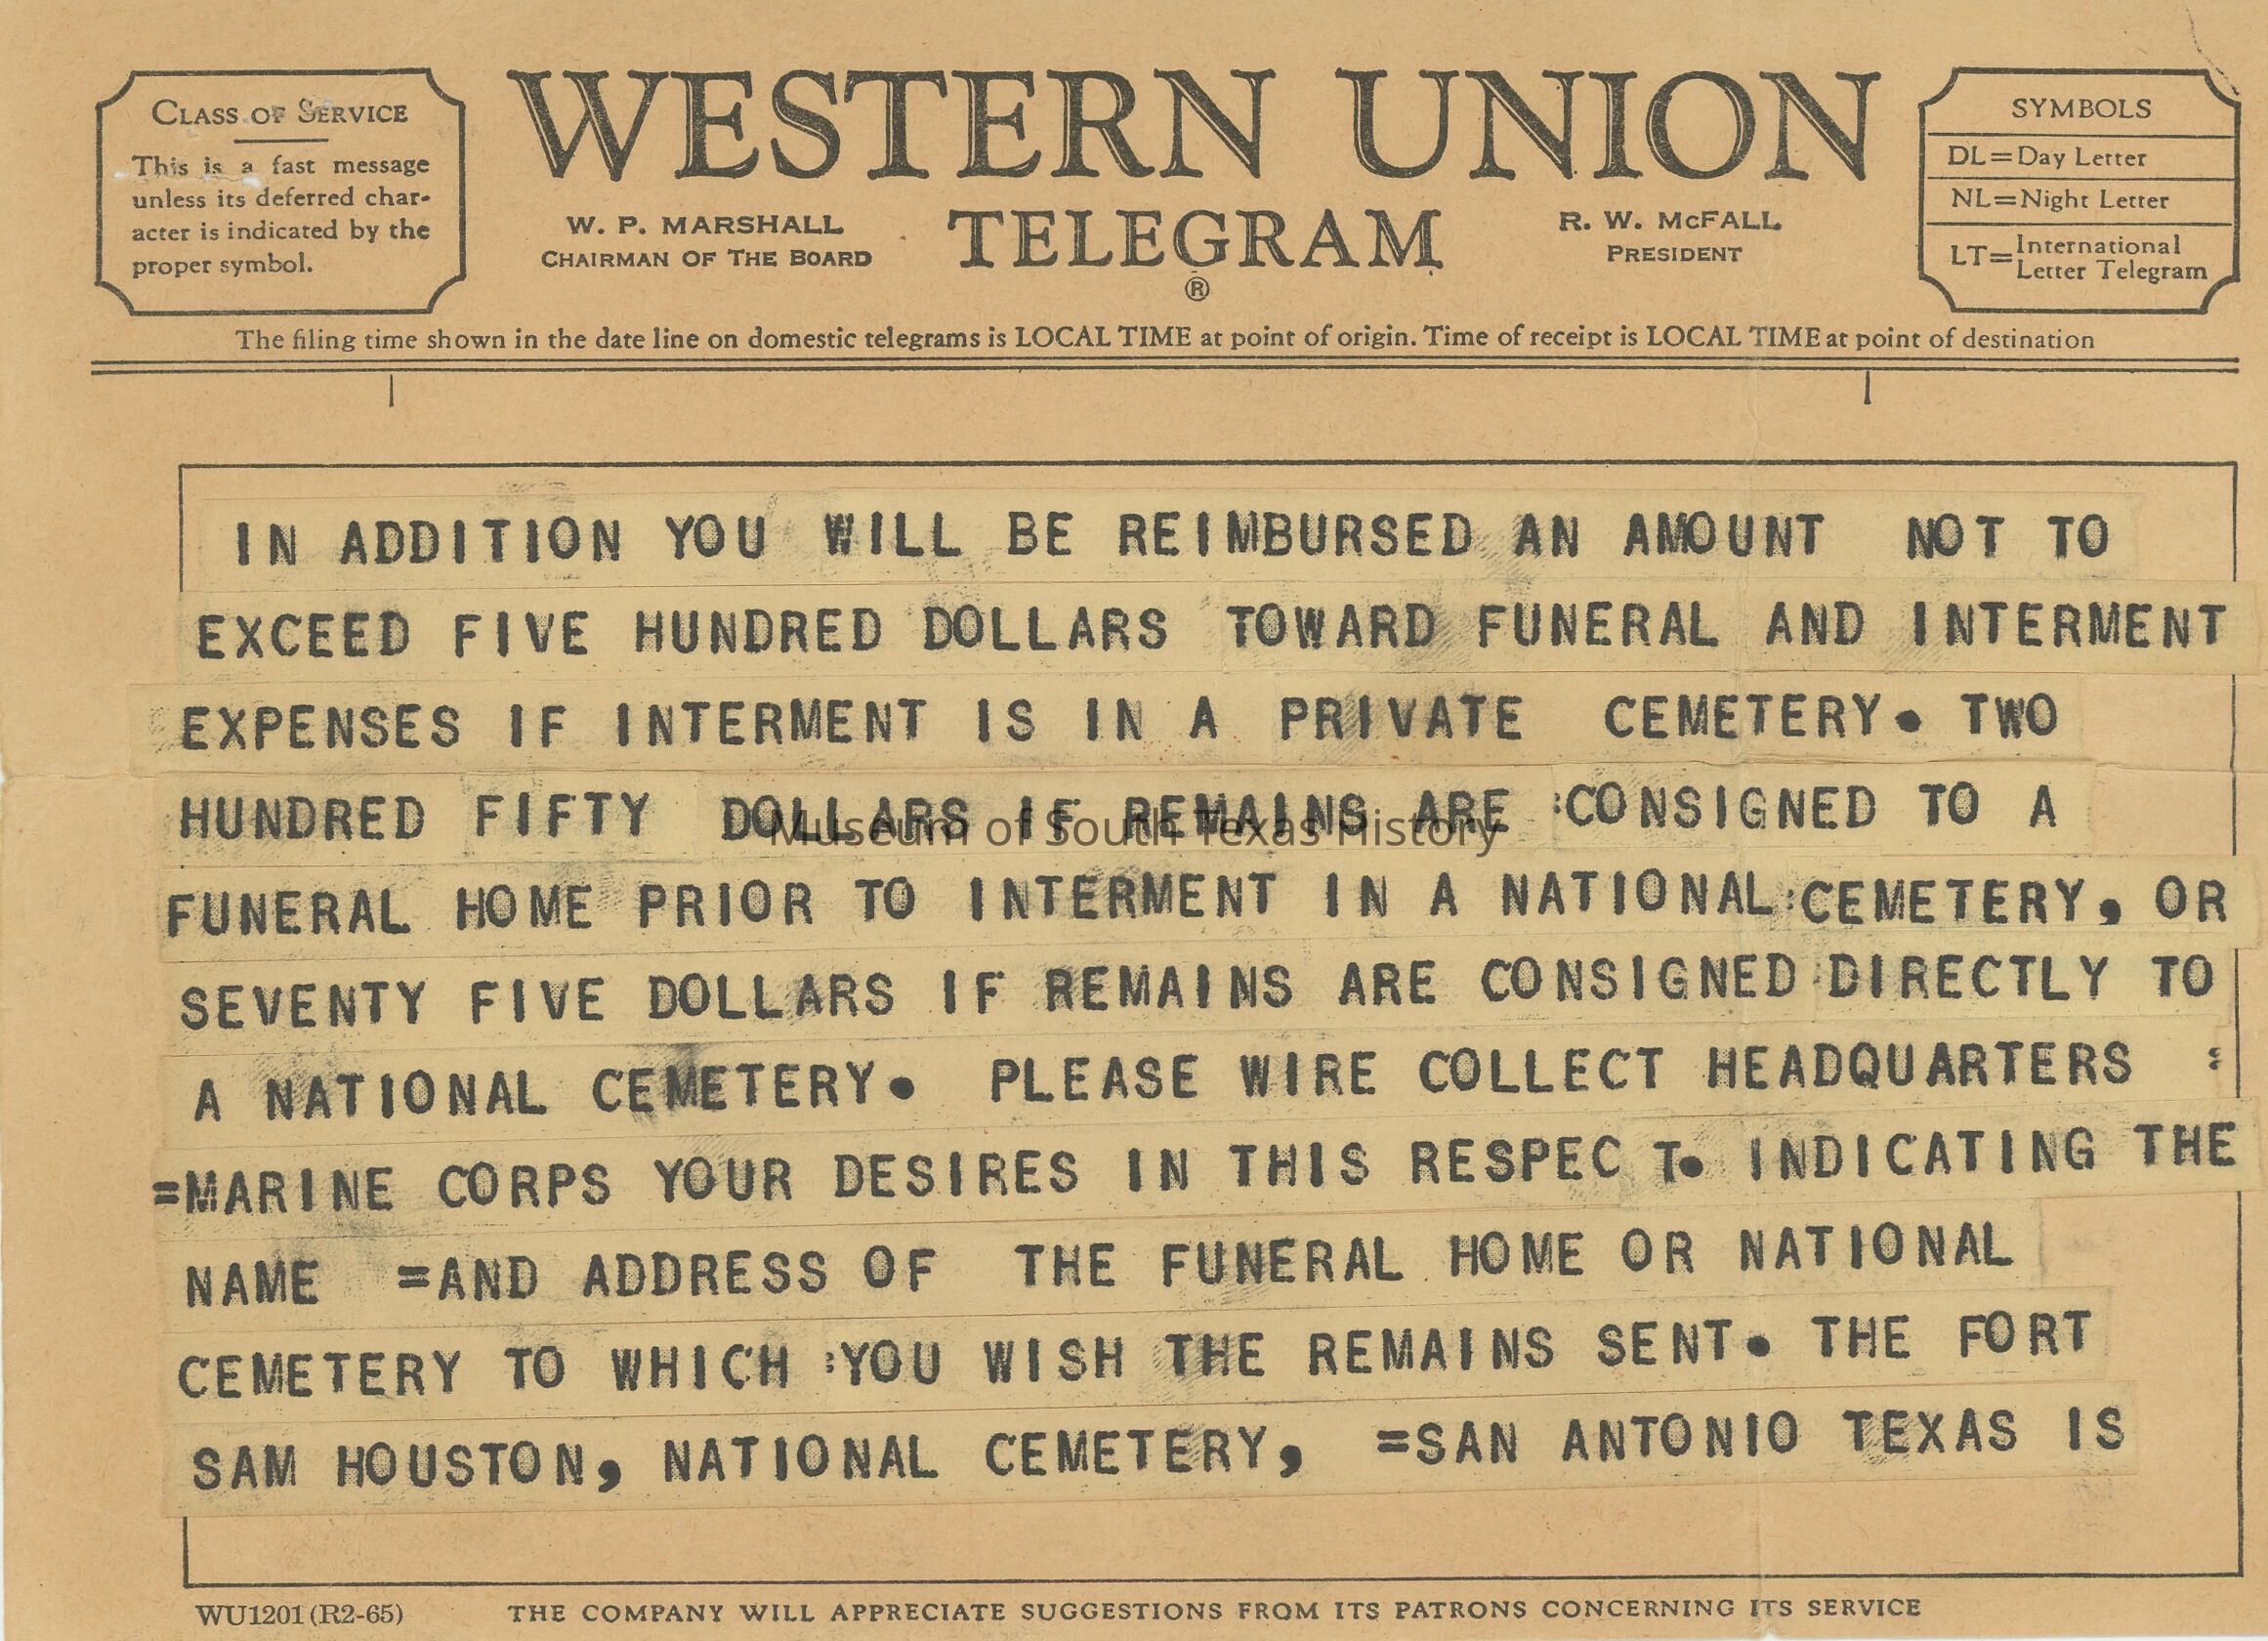 CLASS OF SERVICE
This is a fast message
unless its deferred char-
acter is indicated by the
proper symbol.
WESTERN UNION
TELEGRAM
®
W. P. MARSHALL
CHAIRMAN OF THE BOARD
R. W. McFALL
PRESIDENT
SYMBOLS
DL=Day Letter
NL=Night Letter
LT=International
Letter Telegram
The filing time shown in the date line on domestic telegrams is LOCAL TIME at point of origin. Time of receipt is LOCAL TIME at point of destination
IN ADDITION YOU WILL BE REIMBURSED AN AMOUNT NOT TO
EXCEED FIVE HUNDRED DOLLARS TOWARD FUNERAL AND INTERMENT
EXPENSES IF INTERMENT IS IN A PRIVATE CEMETERY. TWO
HUNDRED FIFTY DOLLARS IF REMAINS ARE :CONSIGNED TO A
Museum of South Texas History
FUNERAL HOME PRIOR TO INTERMENT IN A NATIONAL:CEMETERY, OR
SEVENTY FIVE DOLLARS IF REMAINS ARE CONSIGNED DIRECTLY TO
A NATIONAL CEMETERY. PLEASE WIRE COLLECT HEADQUARTERS :
=MARINE CORPS YOUR DESIRES IN THIS RESPEC T. INDICATING THE
NAME =AND ADDRESS OF THE FUNERAL HOME OR NATIONAL
CEMETERY TO WHICH :YOU WISH THE REMAINS SENT. THE FORT
SAM HOUSTON, NATIONAL CEMETERY, =SAN ANTONIO TEXAS IS
WU1201 (R2-65)
THE COMPANY WILL APPRECIATE SUGGESTIONS FROM ITS PATRONS CONCERNING ITS SERVICE